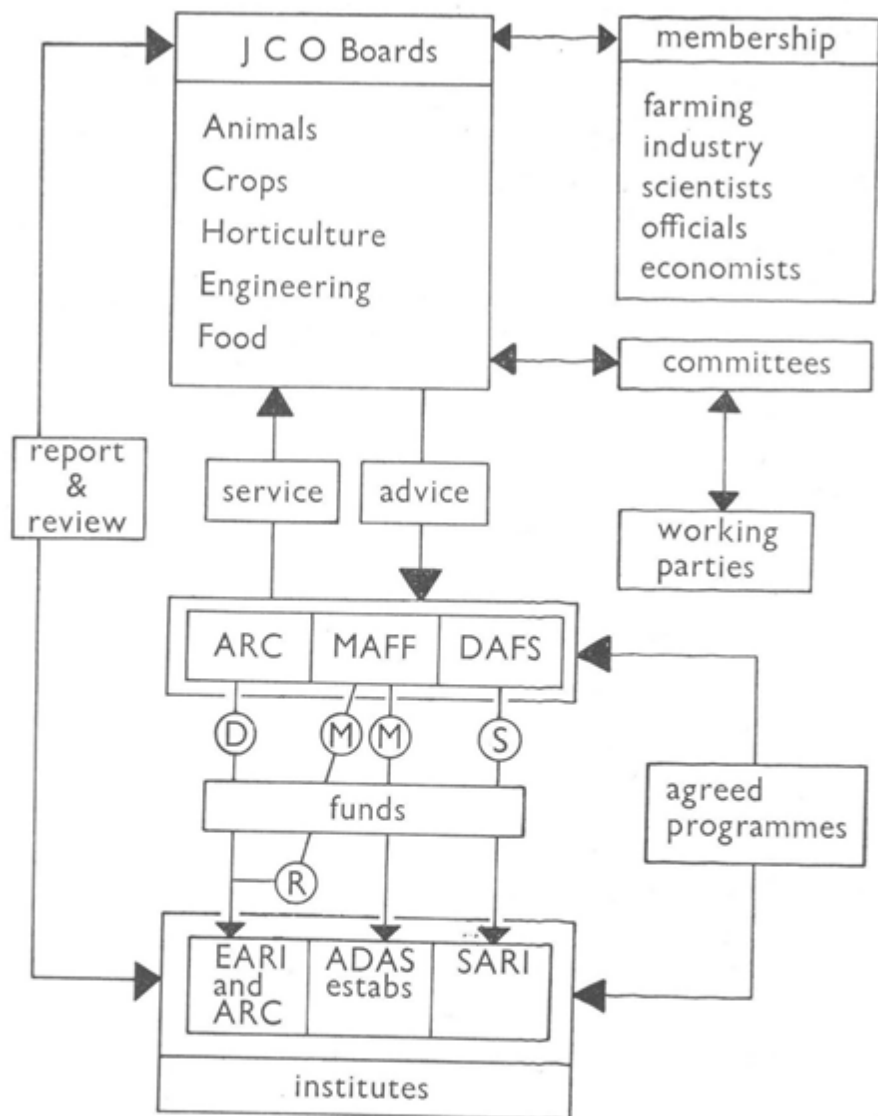 J C O Boards
Animals
Crops
Horticulture
Engineering
Food
membership
farming
industry
scientists
officials
economists
committees
working
parties
report
&
review
service
advice
ARC
MAFF
DAFS
D
M
M
S
funds
R
agreed
programmes
EARI
and
ARC
ADAS
estabs
SARI
institutes